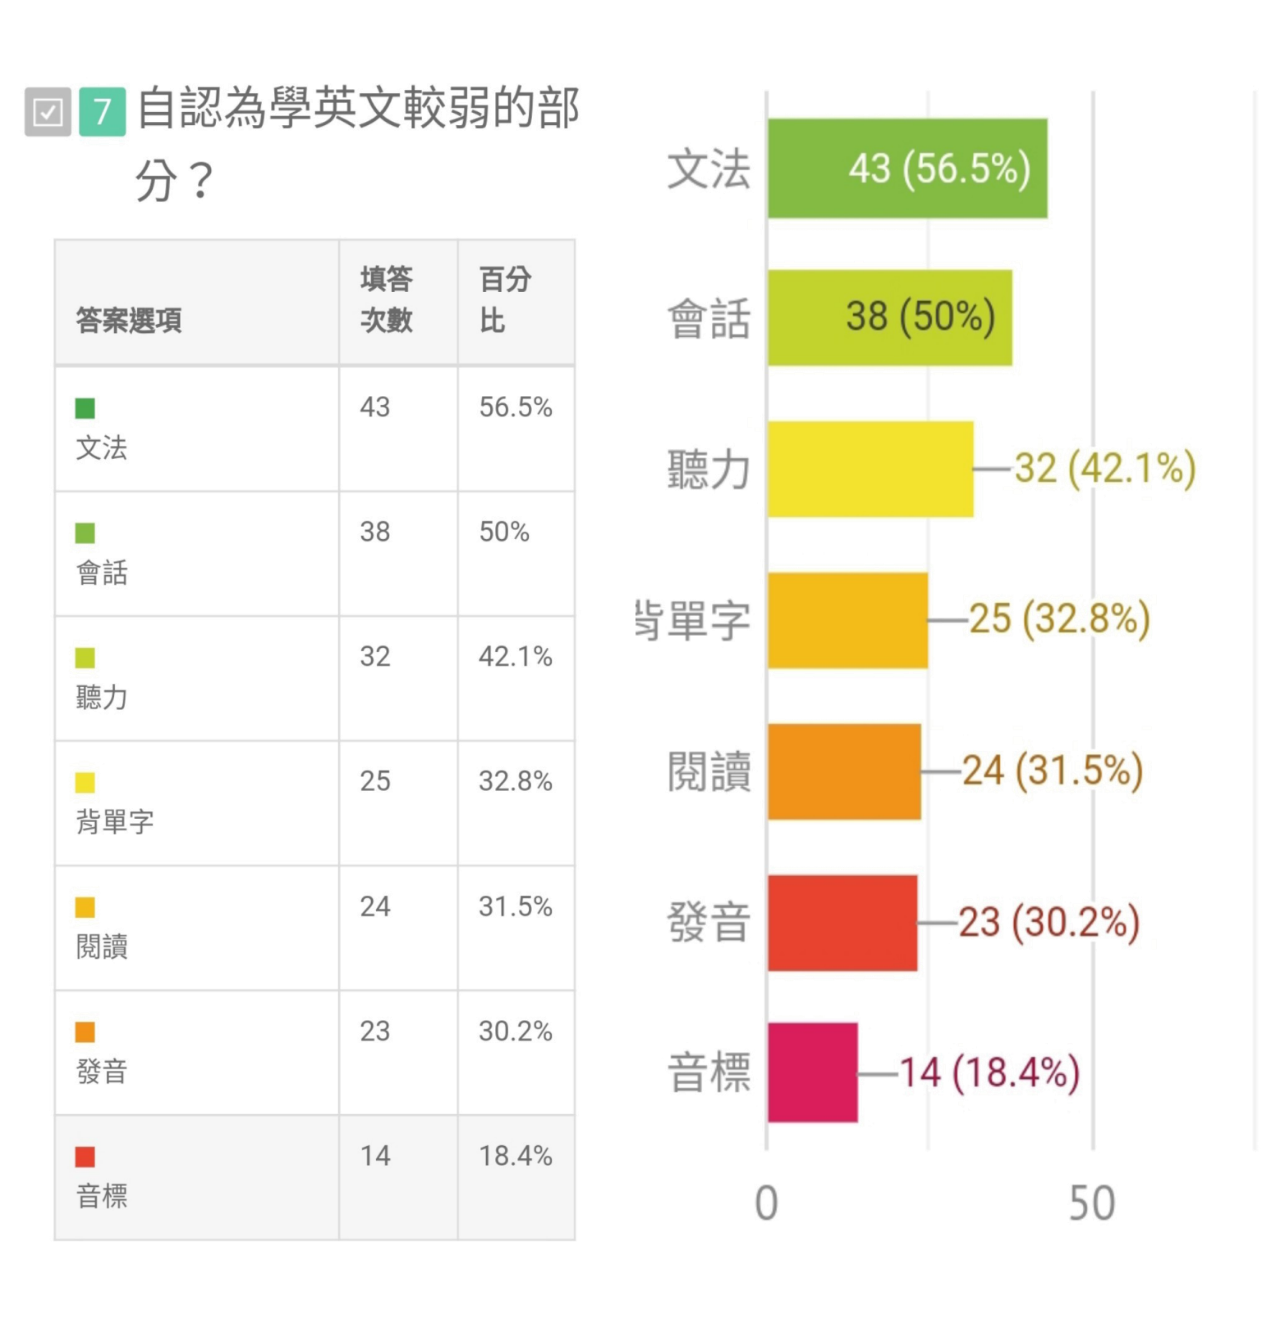 7 自認為學英文較弱的部
分？
答案選項 填答次數 百分比
文法 43 56.5%
會話 38 50%
聽力 32 42.1%
背單字 25 32.8%
閱讀 24 31.5%
發音 23 30.2%
音標 14 18.4%
文法 43 (56.5%)
會話 38 (50%)
聽力 32 (42.1%)
背單字 25 (32.8%)
閱讀 24 (31.5%)
發音 23 (30.2%)
音標 14 (18.4%)
0 50